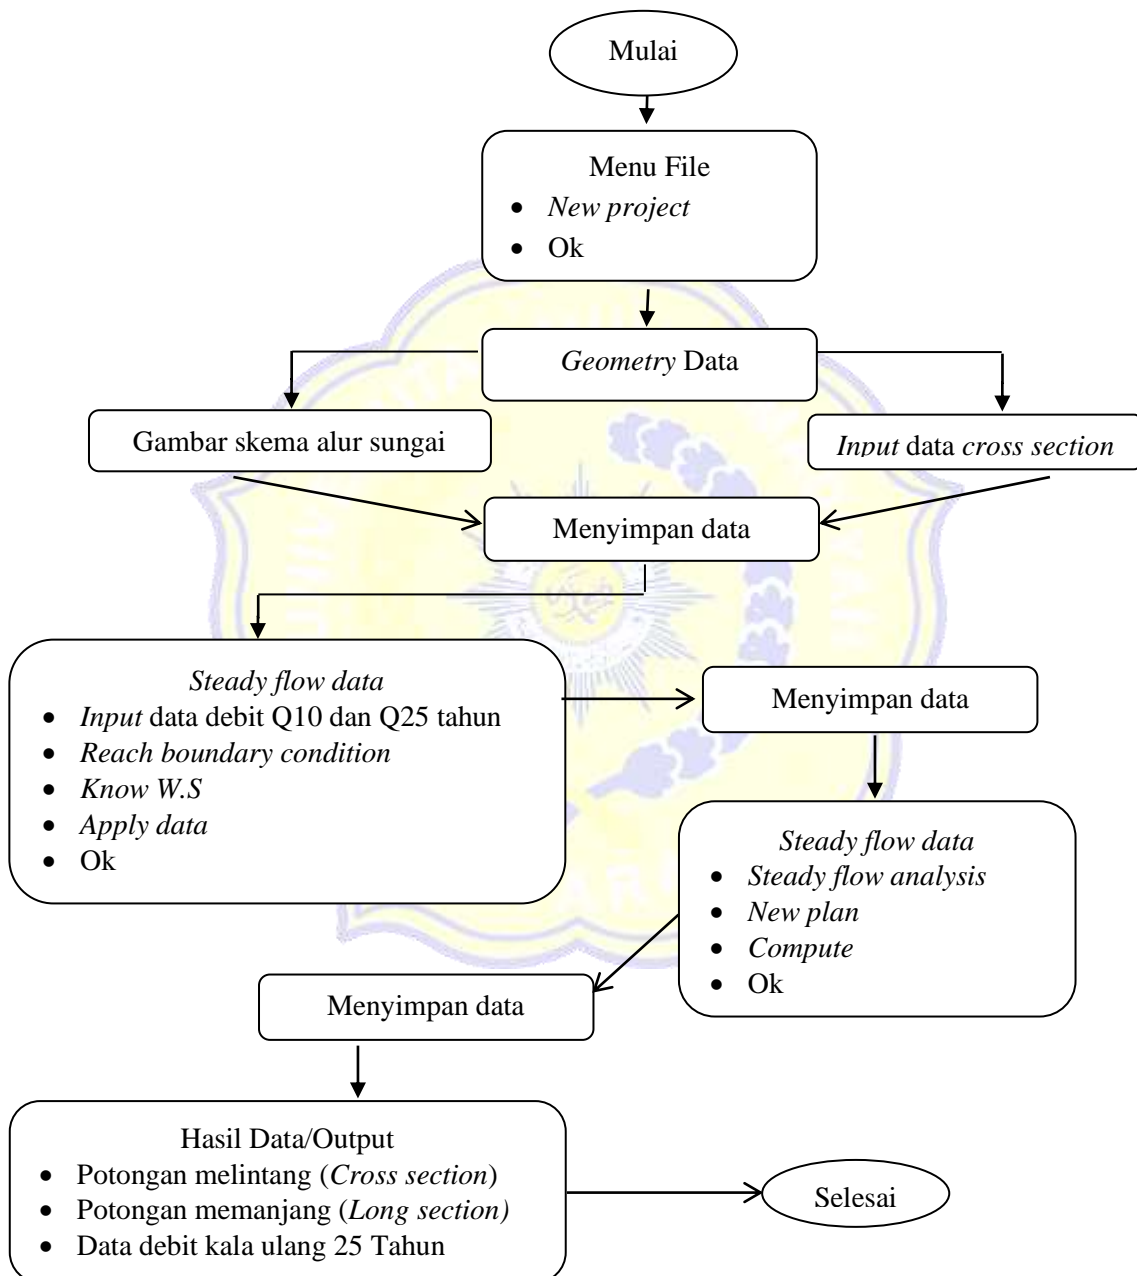 Mulai
Menu File
• New project
• Ok
Geometry Data
Gambar skema alur sungai
Input data cross section
Menyimpan data
Steady flow data
• Input data debit Q10 dan Q25 tahun
• Reach boundary condition
• Know W.S
• Apply data
• Ok
Menyimpan data
Steady flow data
• Steady flow analysis
• New plan
• Compute
• Ok
Menyimpan data
Hasil Data/Output
• Potongan melintang (Cross section)
• Potongan memanjang (Long section)
• Data debit kala ulang 25 Tahun
Selesai